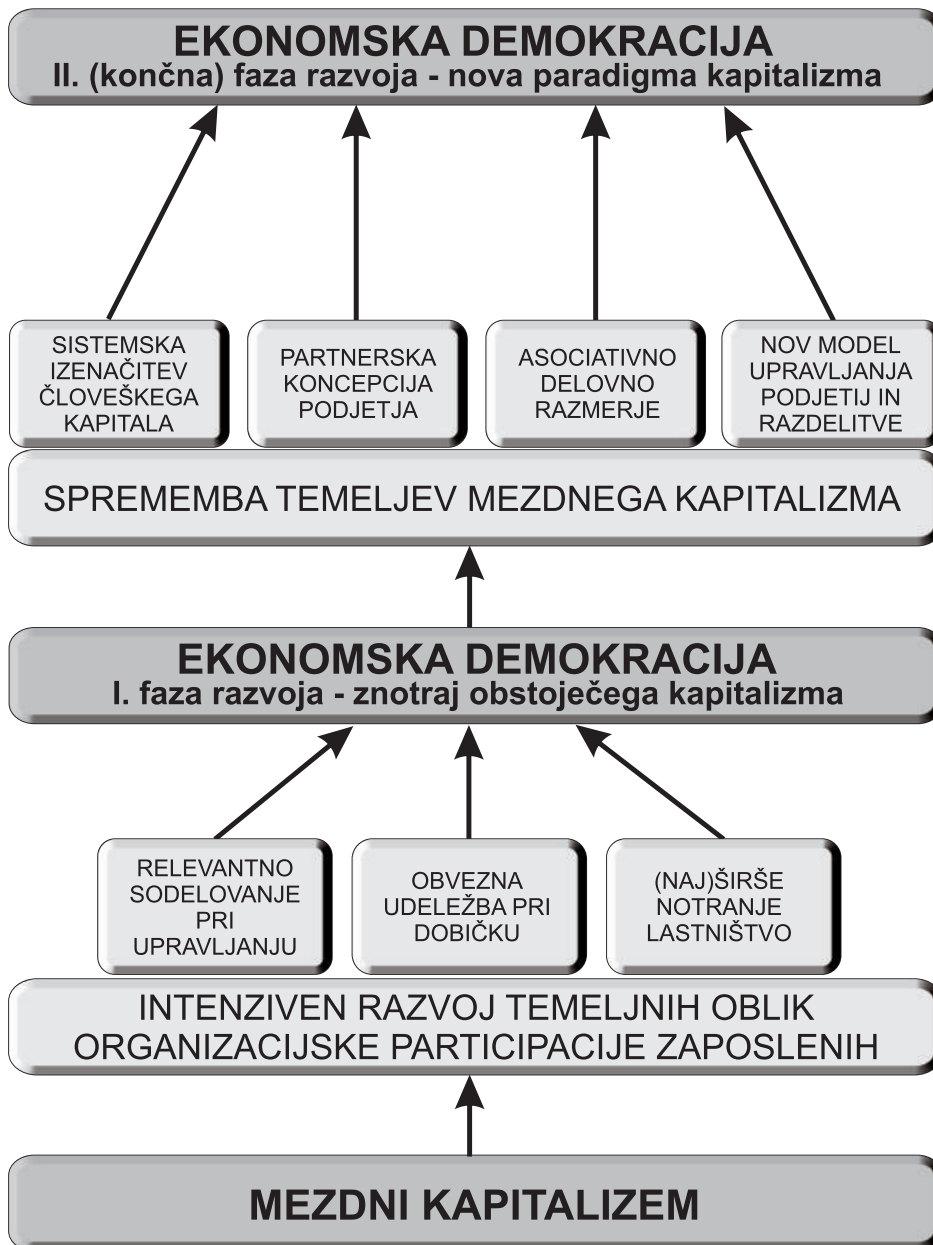 EKONOMSKA DEMOKRACIJA
II. (končna) faza razvoja - nova paradigma kapitalizma
SISTEMSKA
IZENAČITEV
ČLOVEŠKEGA
KAPITALA
PARTNERSKA
KONCEPCIJA
PODJETJA
ASOCIATIVNO
DELOVNO
RAZMERJE
NOV MODEL
UPRAVLJANJA
PODJETIJ IN
RAZDELITVE
SPREMEMBA TEMELJEV MEZDNEGA KAPITALIZMA
EKONOMSKA DEMOKRACIJA
I. faza razvoja - znotraj obstoječega kapitalizma
RELEVANTNO
SODELOVANJE
PRI
UPRAVLJANJU
OBVEZNA
UDELEŽBA PRI
DOBIČKU
(NAJ)ŠIRŠE
NOTRANJE
LASTNIŠTVO
INTENZIVEN RAZVOJ TEMELJNIH OBLIK
ORGANIZACIJSKE PARTICIPACIJE ZAPOSLENIH
MEZDNI KAPITALIZEM